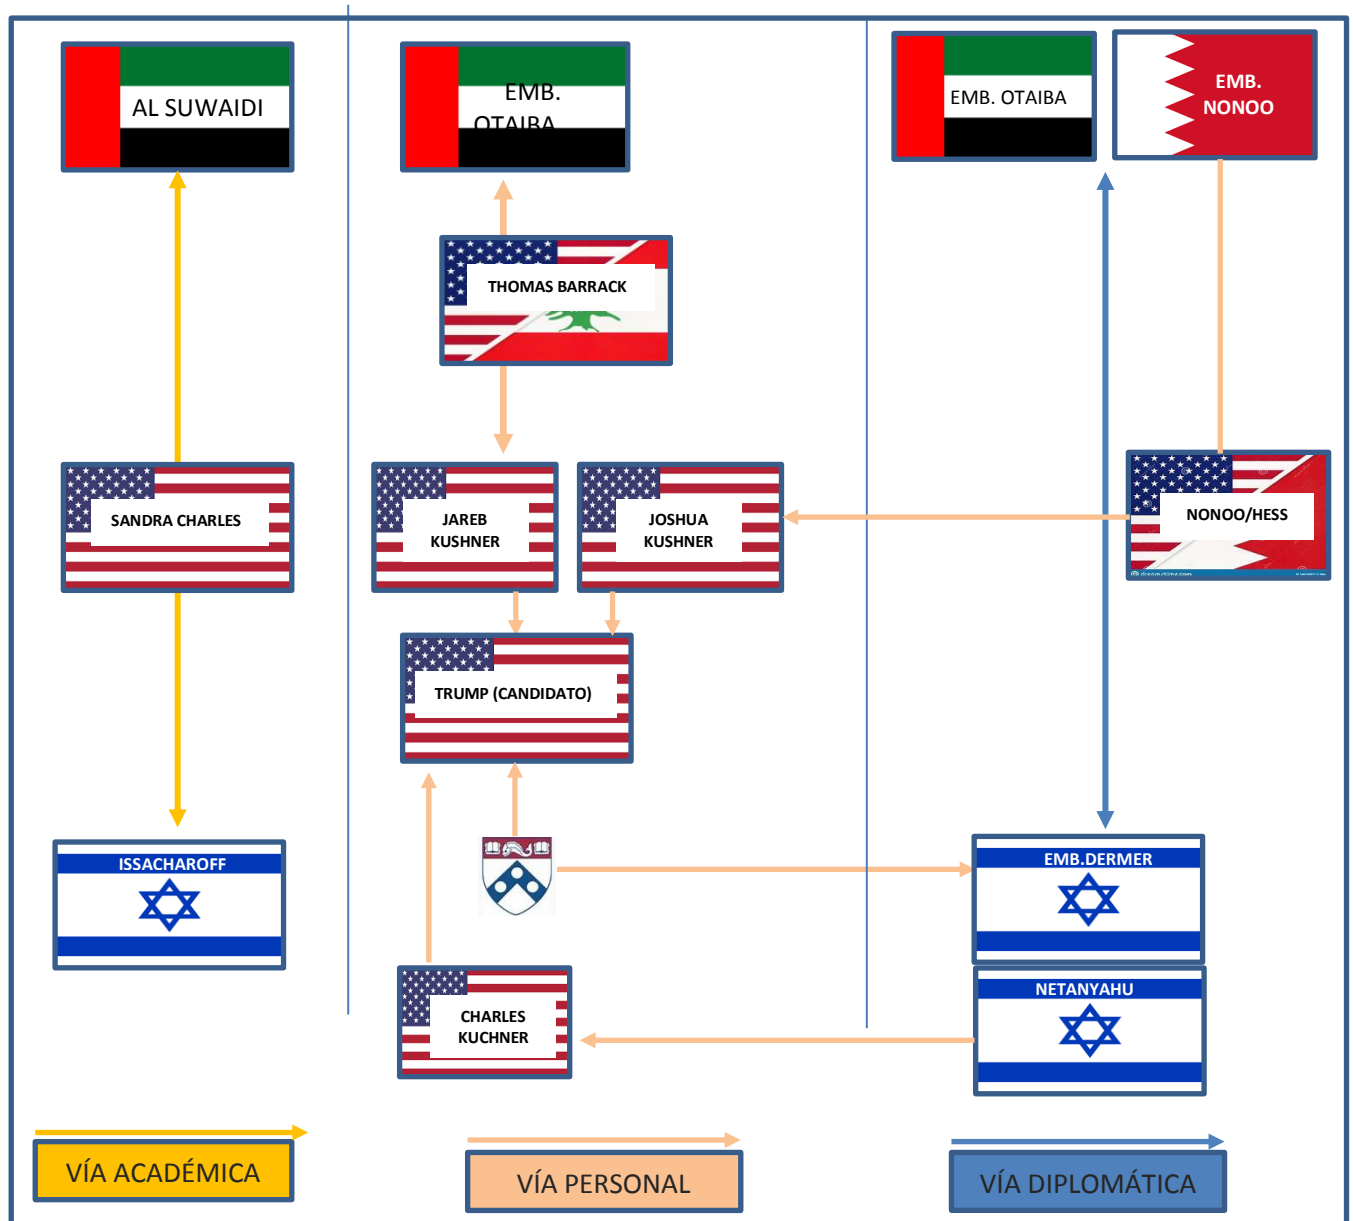 AL SUWAIDI
EMB.
OTAIBA
EMB. OTAIBA
EMB.
NONOO
THOMAS BARRACK
SANDRA CHARLES
JAREB
KUSHNER
JOSHUA
KUSHNER
NONOO/HESS
TRUMP (CANDIDATO)
ISSACHAROFF
EMB.DERMER
NETANYAHU
CHARLES
KUCHNER
VÍA ACADÉMICA
VÍA PERSONAL
VÍA DIPLOMÁTICA